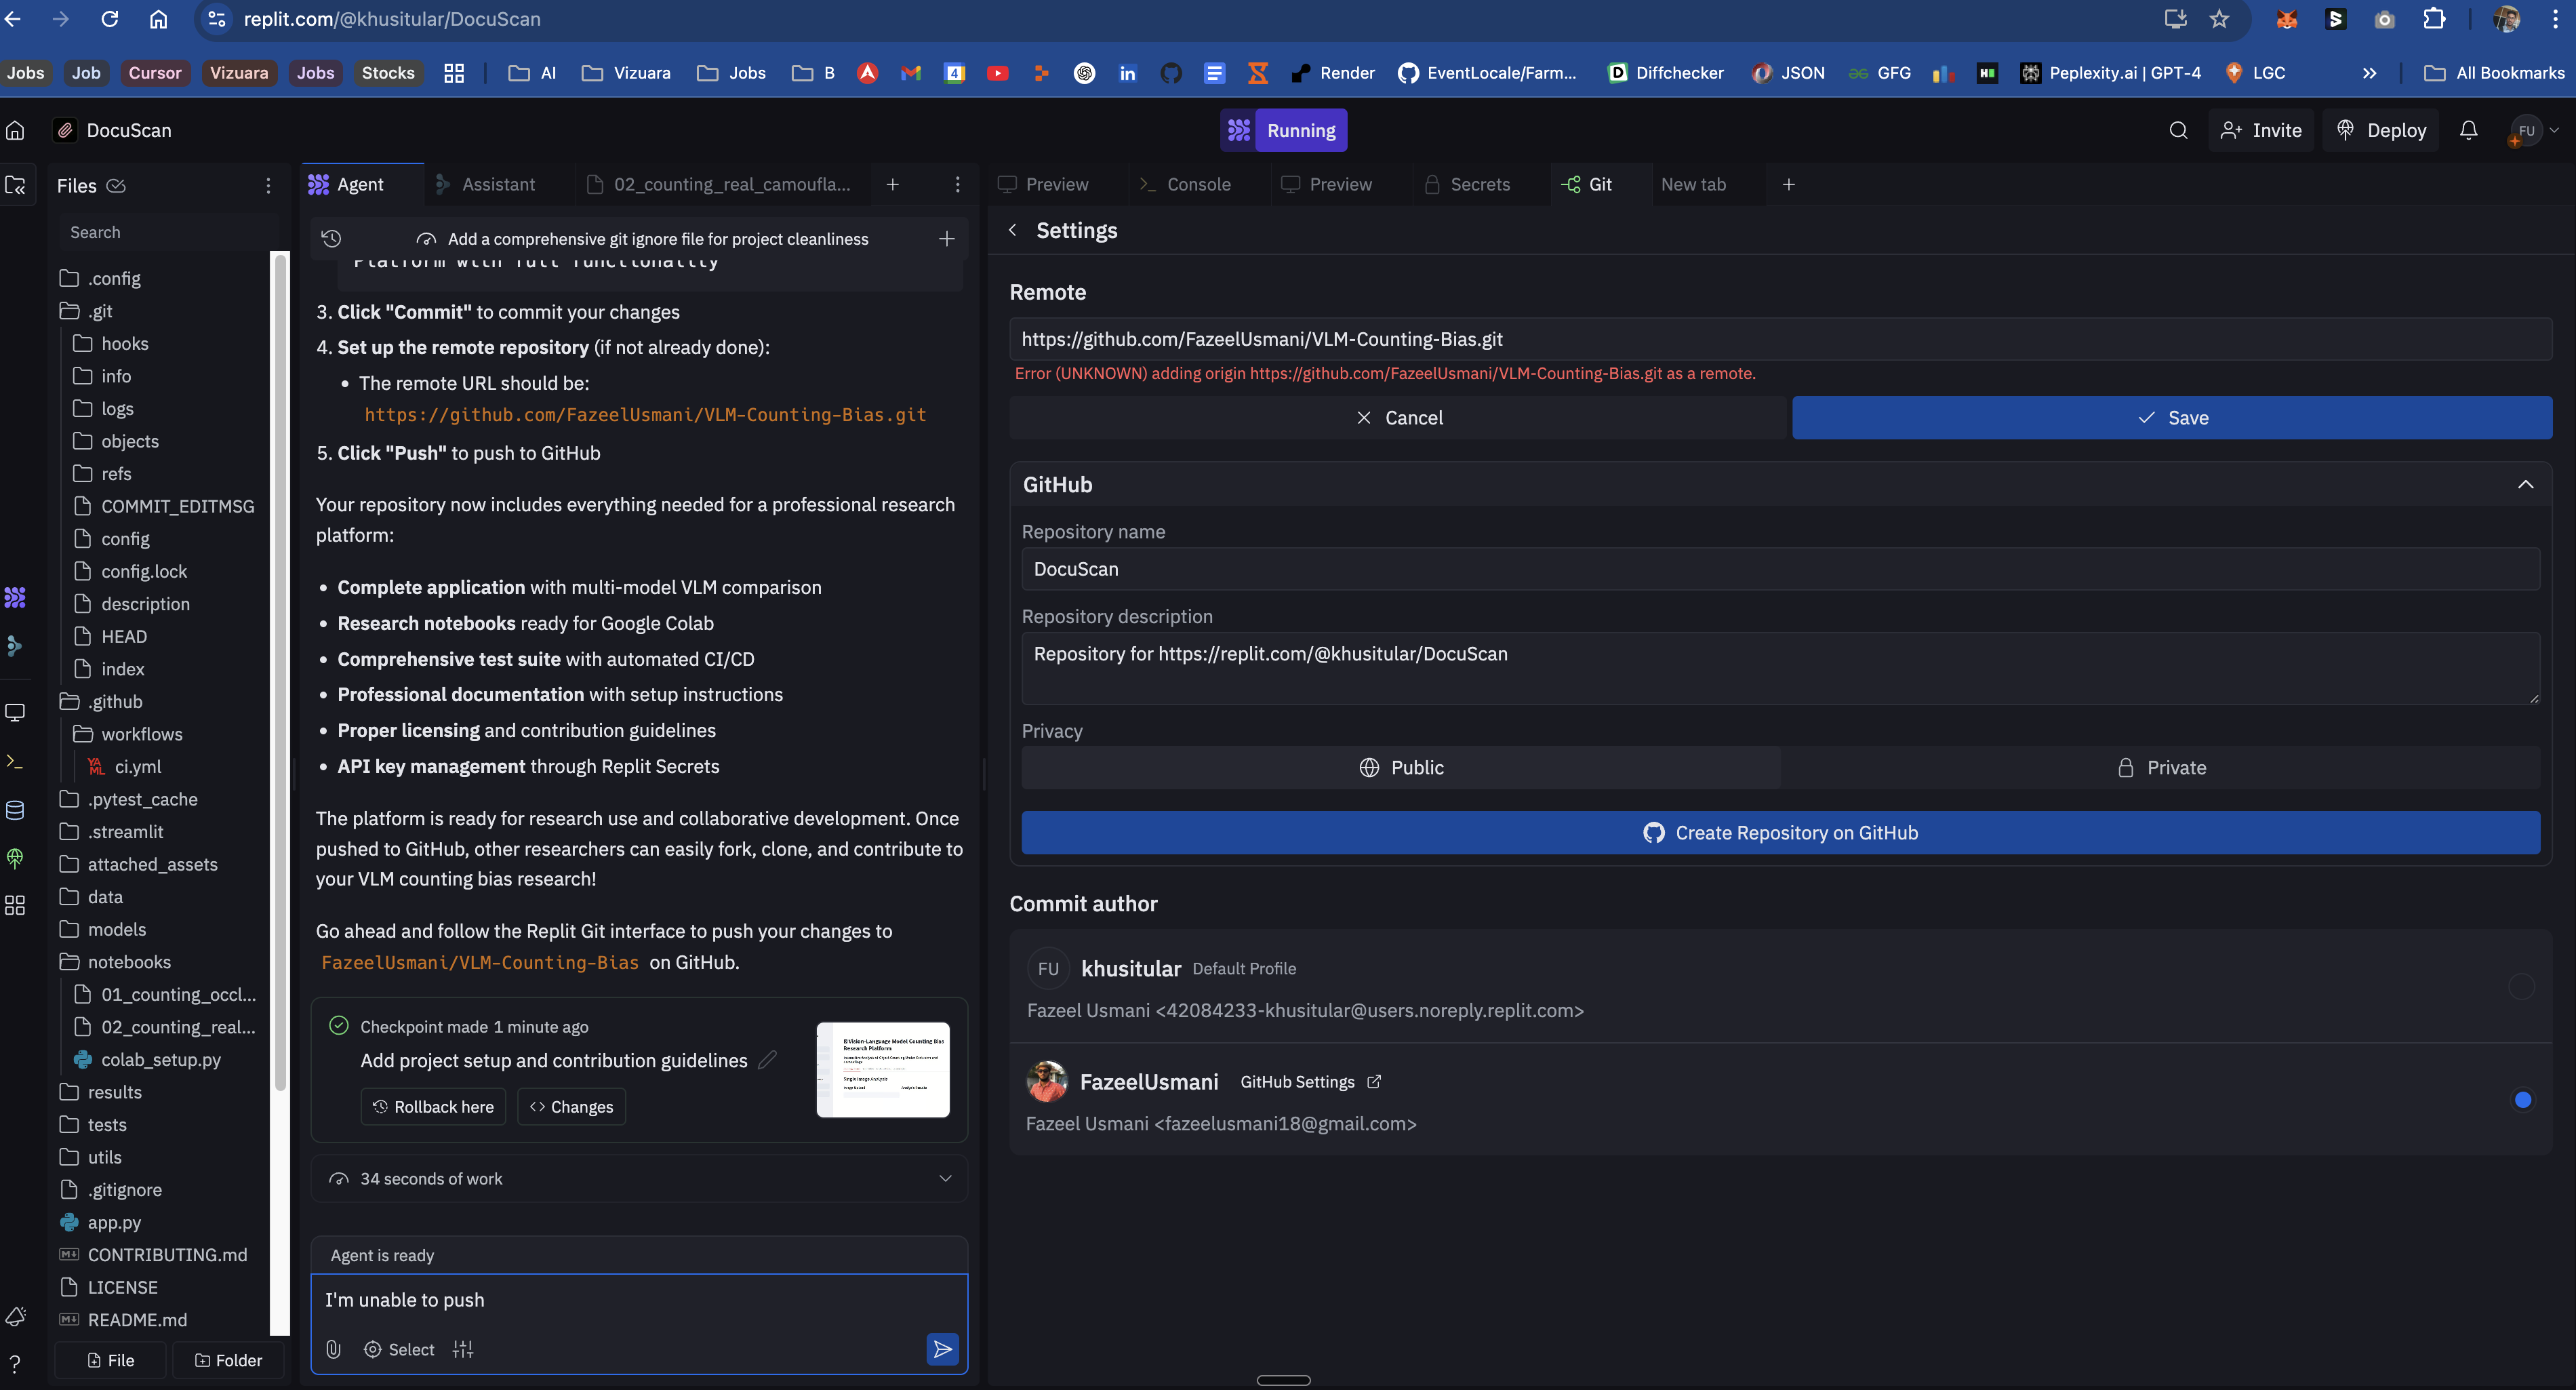 replit.com/@khusitular/DocuScan
Jobs
Job
Cursor
Vizuara
Jobs
Stocks
AI
Vizuara
Jobs
B
Render
EventLocale/Farm...
Diffchecker
JSON
GFG
Peplexity.ai | GPT-4
LGC
All Bookmarks
DocuScan
Running
Invite
Deploy
FU
Files
Search
.config
.git
hooks
info
logs
objects
refs
COMMIT_EDITMSG
config
config.lock
description
HEAD
index
.github
workflows
ci.yml
.pytest_cache
.streamlit
attached_assets
data
models
notebooks
01_counting_occl...
02_counting_real...
colab_setup.py
results
tests
utils
.gitignore
app.py
CONTRIBUTING.md
LICENSE
README.md
File
Folder
Agent
Assistant
02_counting_real_camoufla...
Add a comprehensive git ignore file for project cleanliness
Platform with full functionality
3. Click "Commit" to commit your changes
4. Set up the remote repository (if not already done):
• The remote URL should be:
https://github.com/FazeelUsmani/VLM-Counting-Bias.git
5. Click "Push" to push to GitHub
Your repository now includes everything needed for a professional research
platform:
• Complete application with multi-model VLM comparison
• Research notebooks ready for Google Colab
• Comprehensive test suite with automated CI/CD
• Professional documentation with setup instructions
• Proper licensing and contribution guidelines
• API key management through Replit Secrets
The platform is ready for research use and collaborative development. Once
pushed to GitHub, other researchers can easily fork, clone, and contribute to
your VLM counting bias research!
Go ahead and follow the Replit Git interface to push your changes to
FazeelUsmani/VLM-Counting-Bias on GitHub.
Checkpoint made 1 minute ago
Add project setup and contribution guidelines
Rollback here
Changes
Vision-Language Model Counting Bias
Research Platform
Single Image Analysis
34 seconds of work
Agent is ready
I'm unable to push
Select
Preview
Console
Preview
Secrets
Git
New tab
Settings
Remote
https://github.com/FazeelUsmani/VLM-Counting-Bias.git
Error (UNKNOWN) adding origin https://github.com/FazeelUsmani/VLM-Counting-Bias.git as a remote.
Cancel
Save
GitHub
Repository name
DocuScan
Repository description
Repository for https://replit.com/@khusitular/DocuScan
Privacy
Public
Private
Create Repository on GitHub
Commit author
FU
khusitular Default Profile
Fazeel Usmani <42084233-khusitular@users.noreply.replit.com>
FazeelUsmani GitHub Settings
Fazeel Usmani <fazeelusmani18@gmail.com>